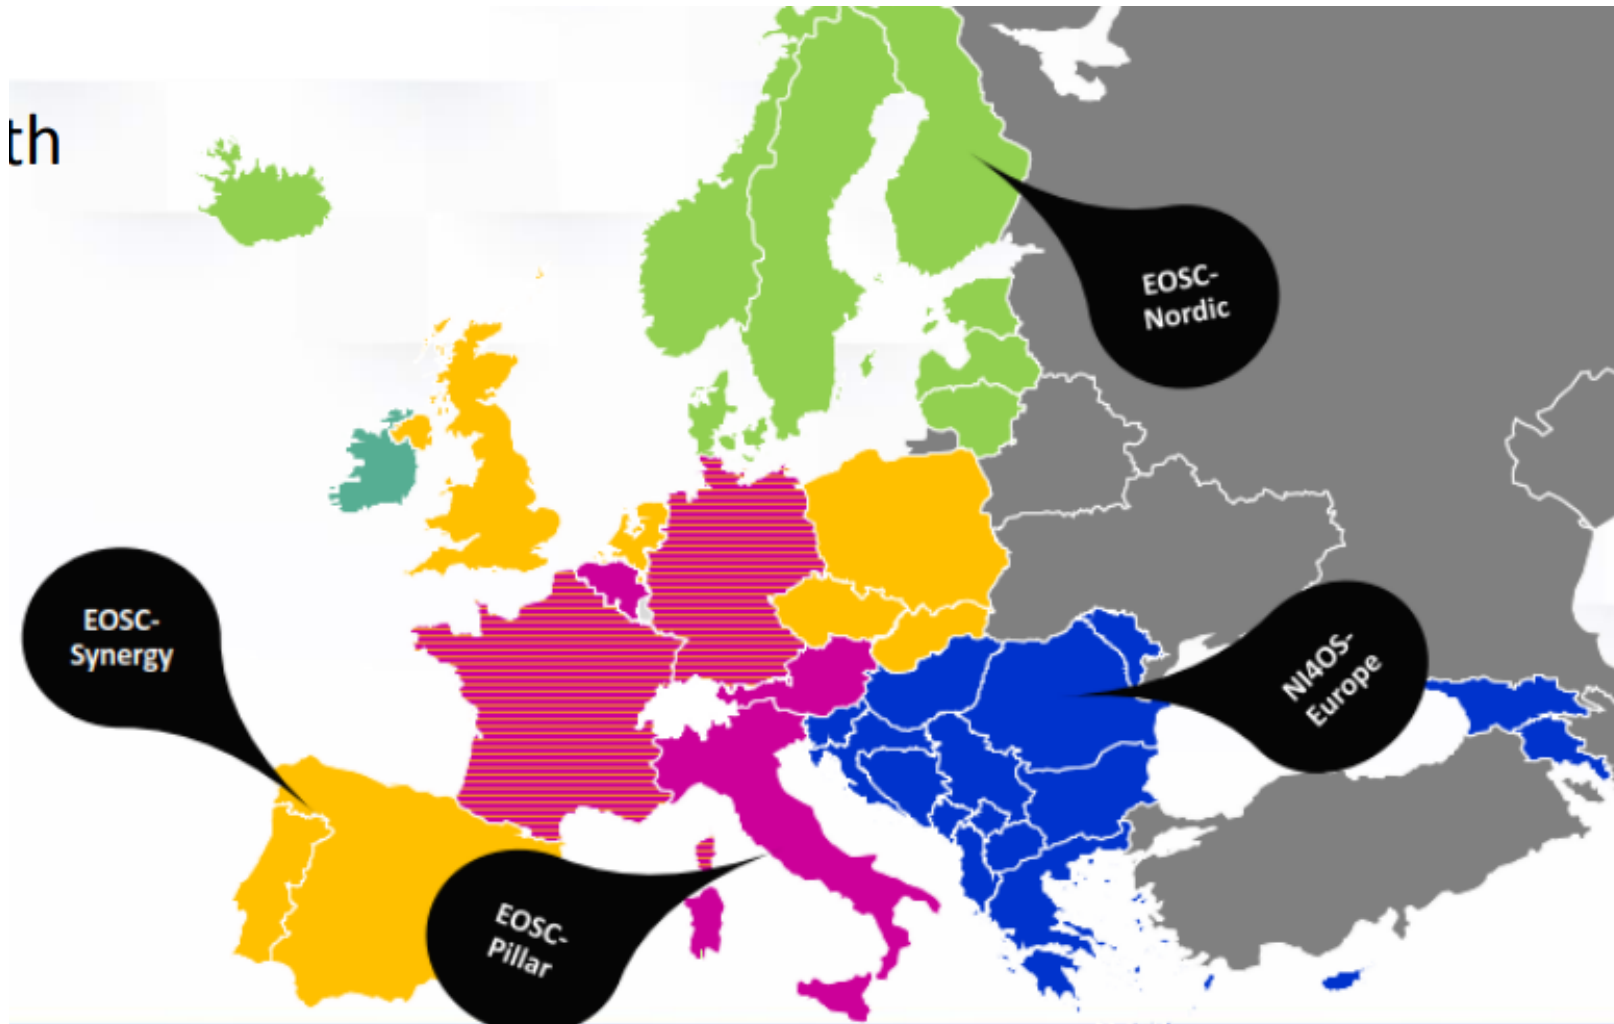 th
EOSC-
Nordic
EOSC-
Synergy
NI4OS-
Europe
EOSC-
Pillar